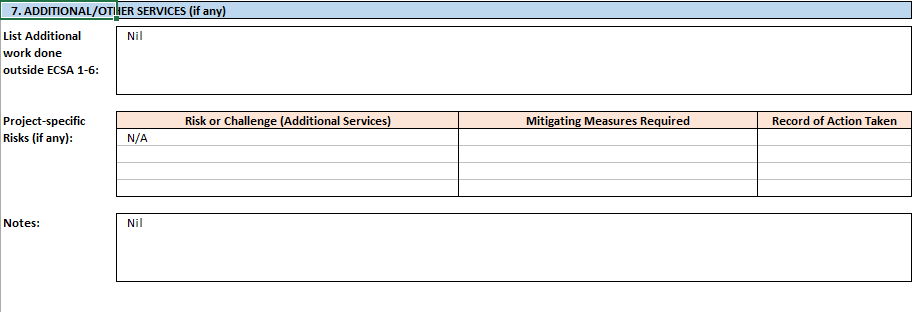 7. ADDITIONAL/OTHER SERVICES (if any)
List Additional
work done
outside ECSA 1-6:
Nil
Project-specific
Risks (if any):
Risk or Challenge (Additional Services)
Mitigating Measures Required
Record of Action Taken
N/A
Notes:
Nil